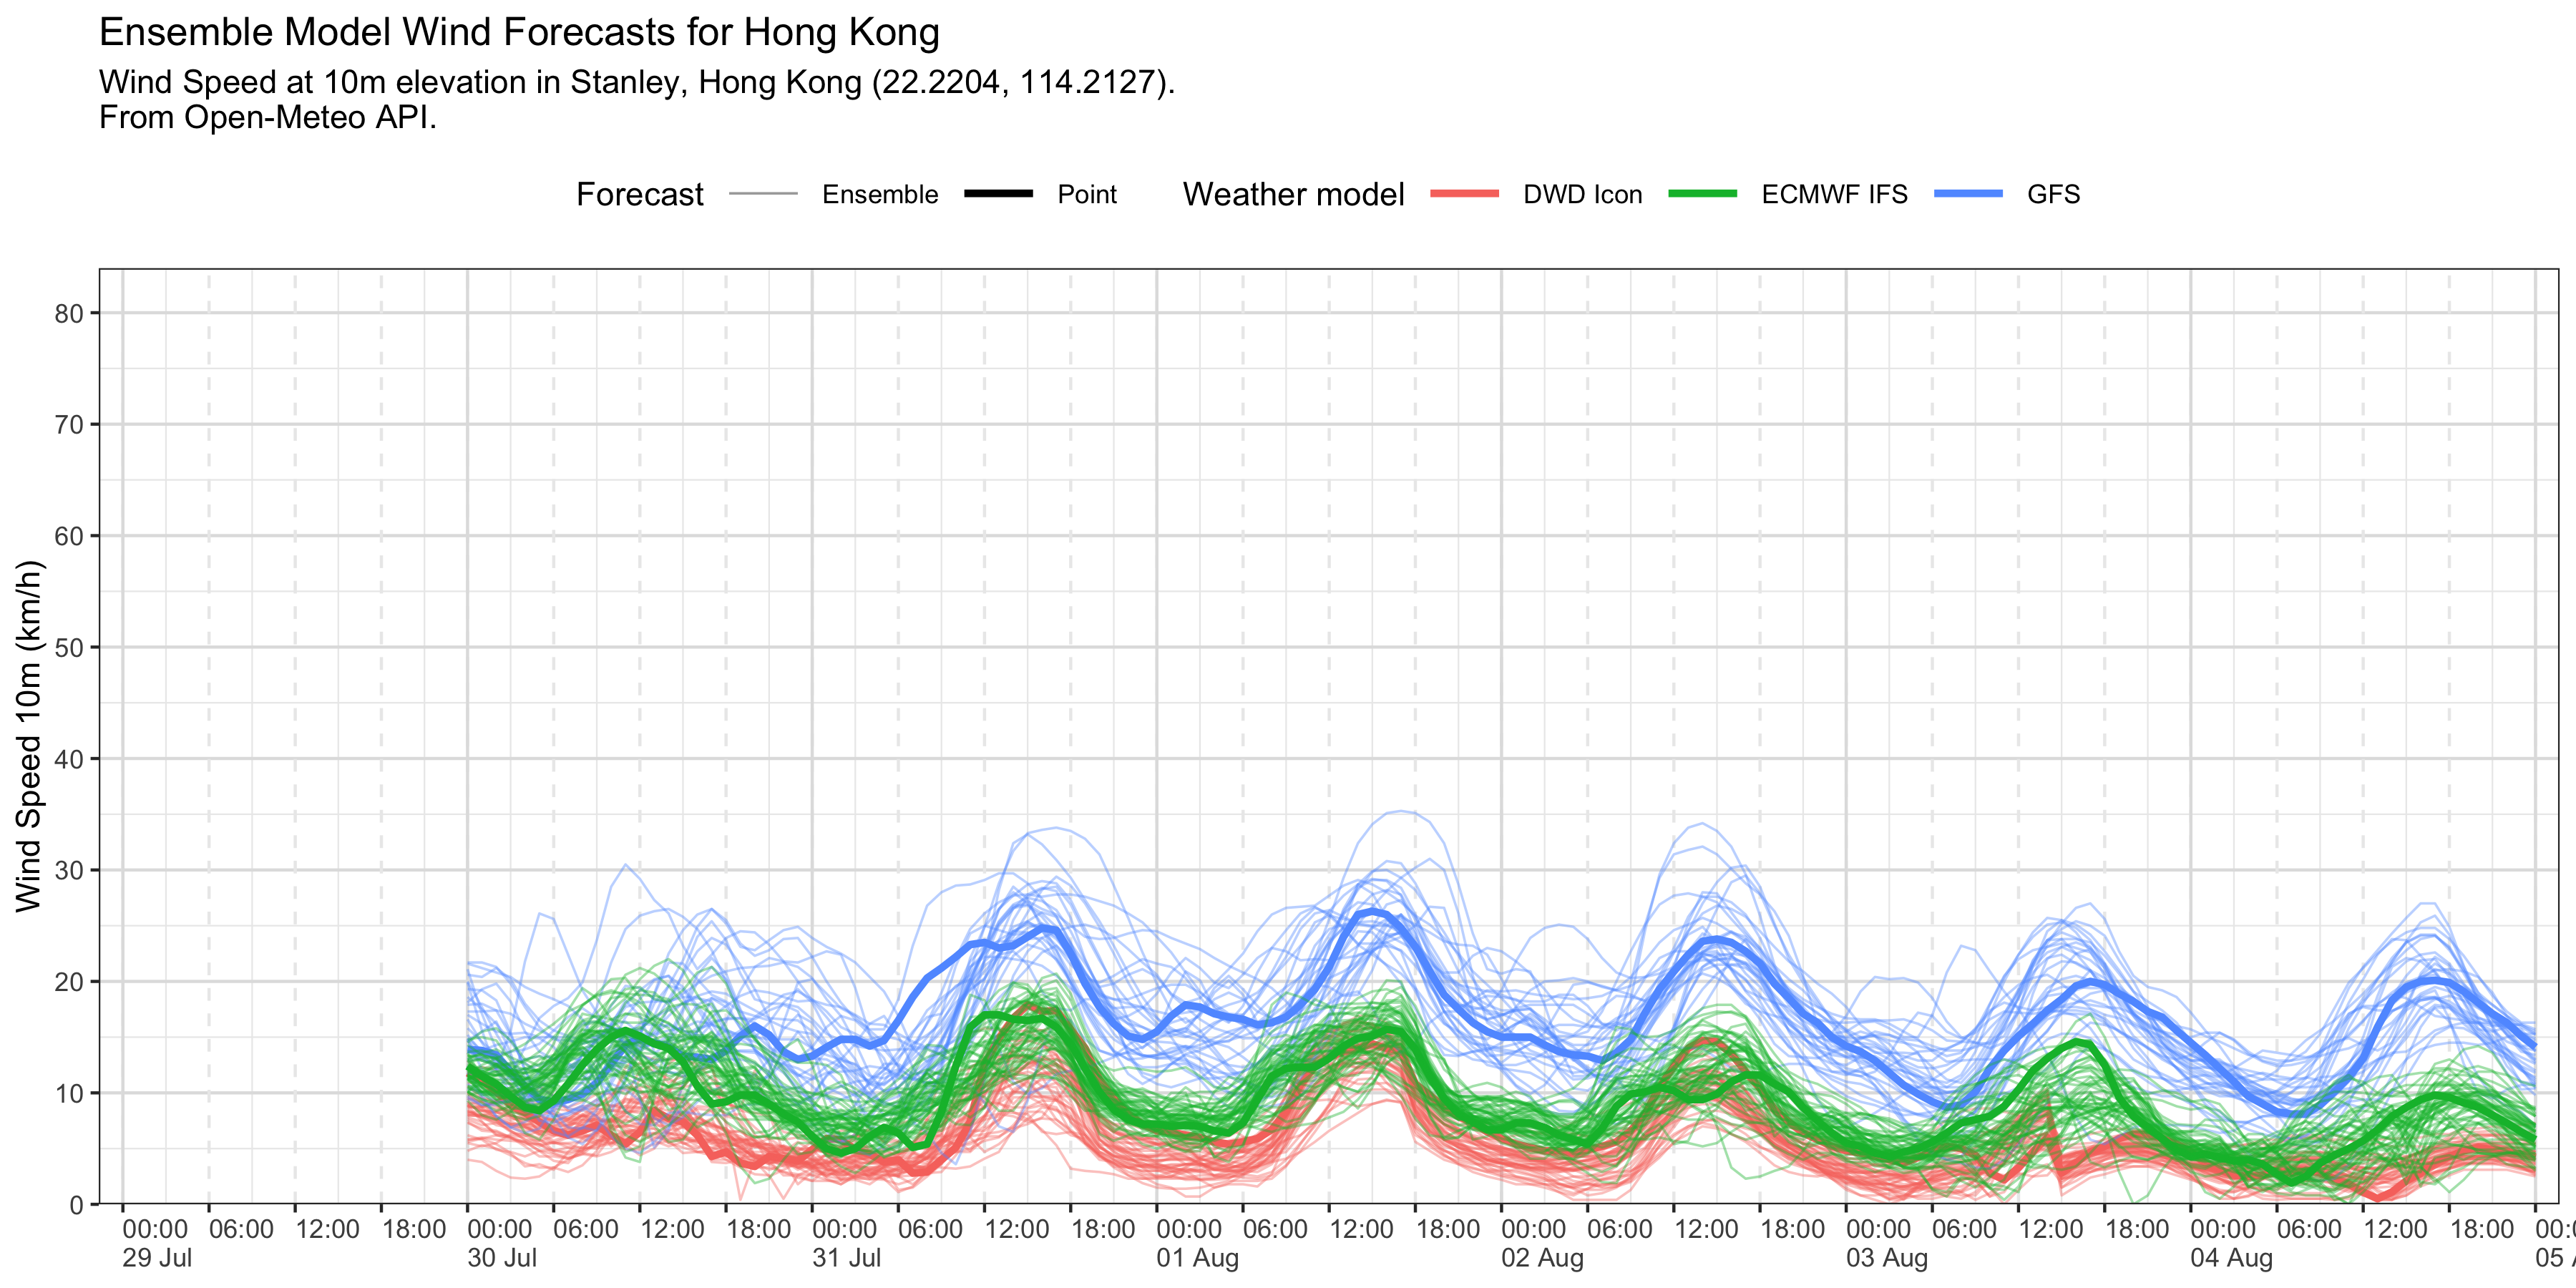 Ensemble Model Wind Forecasts for Hong Kong
Wind Speed at 10m elevation in Stanley, Hong Kong (22.2204, 114.2127).
From Open-Meteo API.
Forecast Ensemble Point Weather model DWD Icon ECMWF IFS GFS
Wind Speed 10m (km/h)
80
70
60
50
40
30
20
10
0
00:00 06:00 12:00 18:00 00:00 06:00 12:00 18:00 00:00 06:00 12:00 18:00 00:00 06:00 12:00 18:00 00:00 06:00 12:00 18:00 00:00 06:00 12:00 18:00 00:00 06:00 12:00 18:00
29 Jul 30 Jul 31 Jul 01 Aug 02 Aug 03 Aug 04 Aug 05